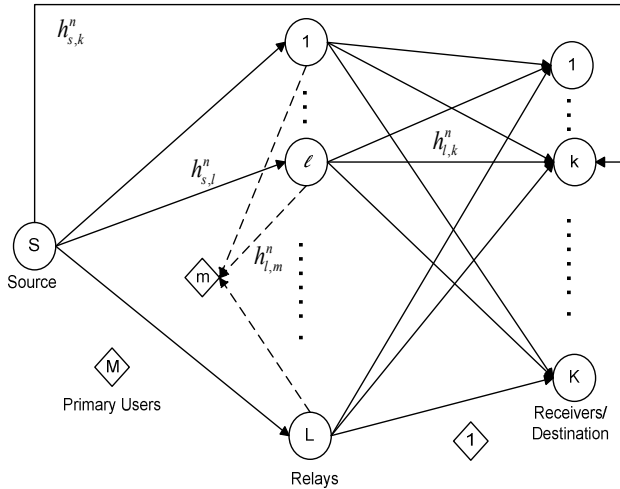 h^n_{s,k}
1
1
ℓ
h^n_{l,k}
k
h^n_{s,l}
S
Source
h^n_{l,m}
m
M
Primary Users
K
Receivers/
Destination
L
1
Relays